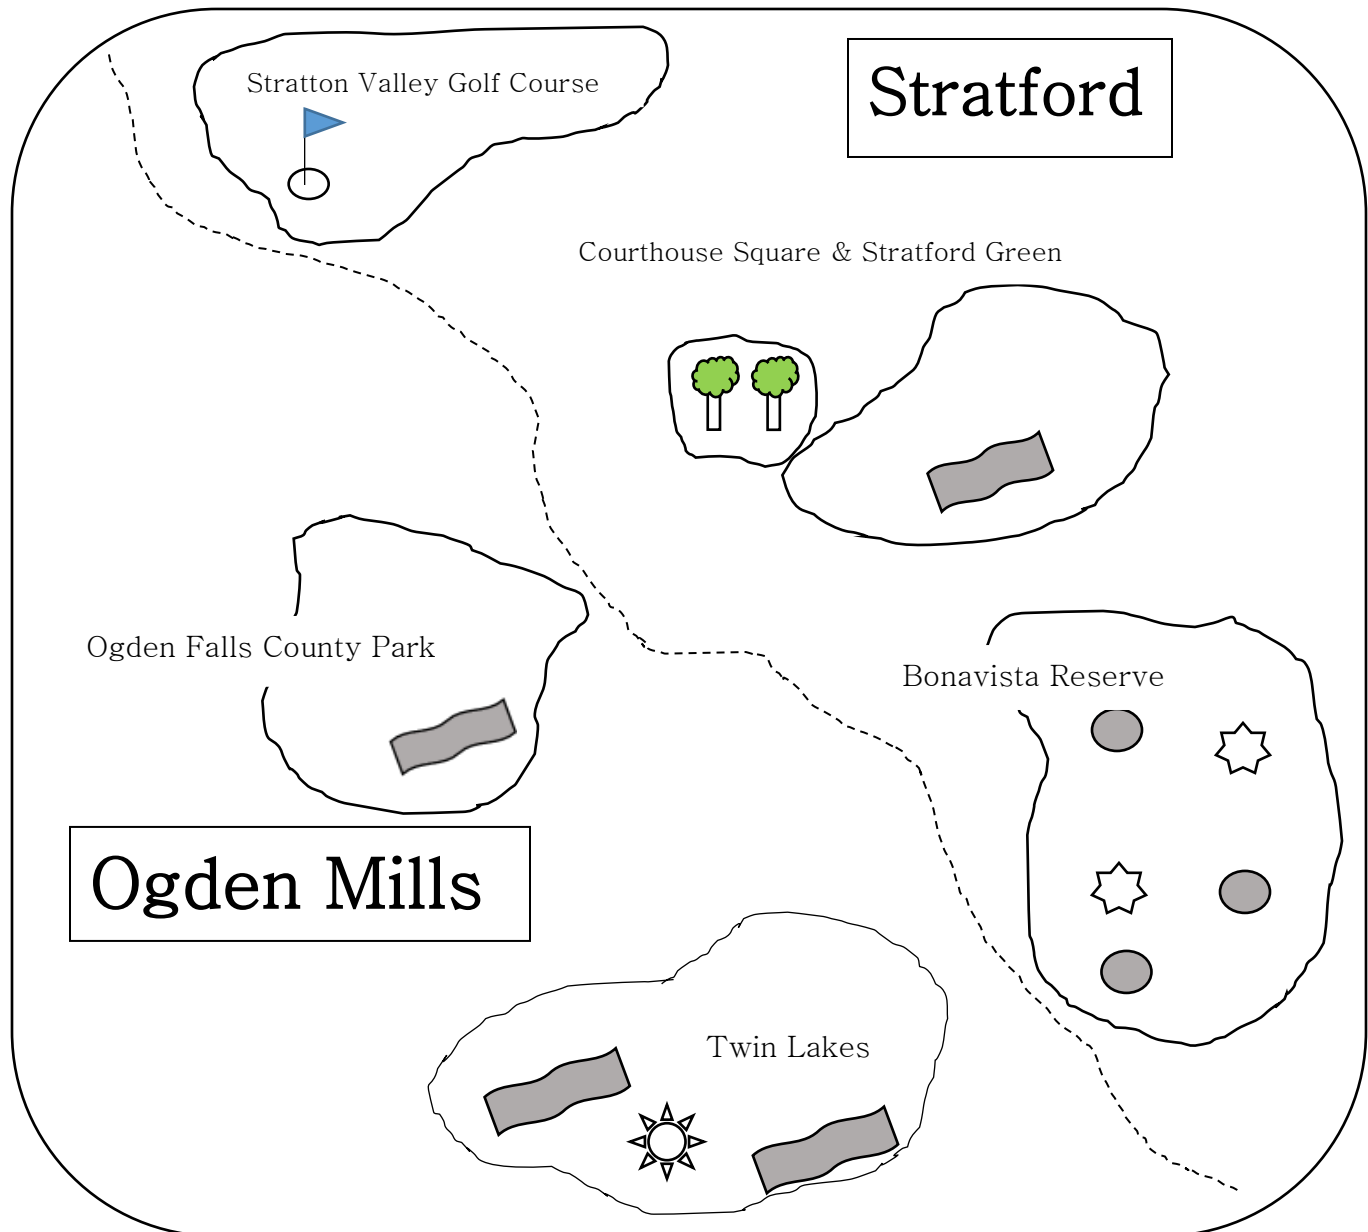 Stratton Valley Golf Course
Stratford
Courthouse Square & Stratford Green
Ogden Falls County Park
Bonavista Reserve
Ogden Mills
Twin Lakes